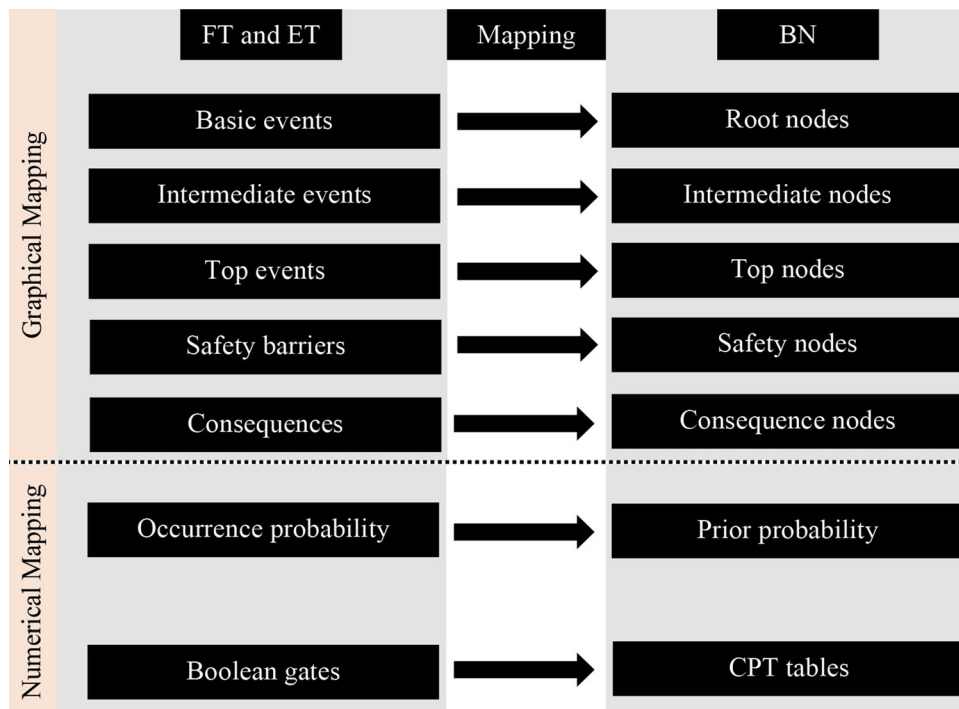 FT and ET
Mapping
BN
Graphical Mapping
Basic events
Root nodes
Intermediate events
Intermediate nodes
Top events
Top nodes
Safety barriers
Safety nodes
Consequences
Consequence nodes
Numerical Mapping
Occurrence probability
Prior probability
Boolean gates
CPT tables